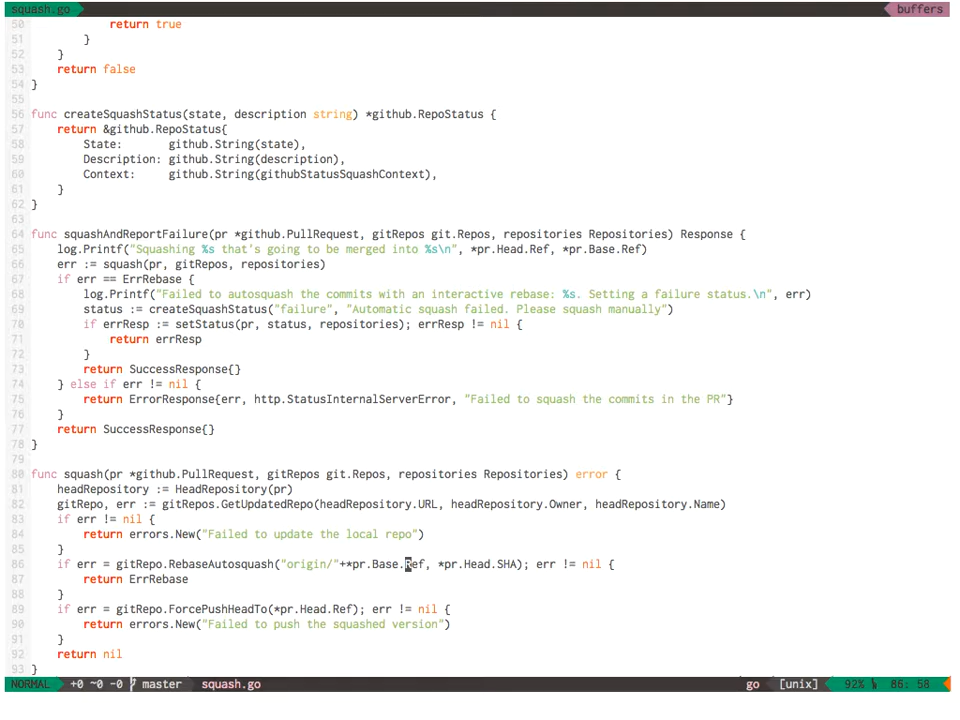 squash.go buffers
50             return true
51         }
52     }
53     return false
54 }
55
56 func createSquashStatus(state, description string) *github.RepoStatus {
57     return &github.RepoStatus{
58         State:       github.String(state),
59         Description: github.String(description),
60         Context:     github.String(githubStatusSquashContext),
61     }
62 }
63
64 func squashAndReportFailure(pr *github.PullRequest, gitRepos git.Repos, repositories Repositories) Response {
65     log.Printf("Squashing %s that's going to be merged into %s\n", *pr.Head.Ref, *pr.Base.Ref)
66     err := squash(pr, gitRepos, repositories)
67     if err == ErrRebase {
68         log.Printf("Failed to autosquash the commits with an interactive rebase: %s. Setting a failure status.\n", err)
69         status := createSquashStatus("failure", "Automatic squash failed. Please squash manually")
70         if errResp := setStatus(pr, status, repositories); errResp != nil {
71             return errResp
72         }
73         return SuccessResponse{}
74     } else if err != nil {
75         return ErrorResponse{err, http.StatusInternalServerError, "Failed to squash the commits in the PR"}
76     }
77     return SuccessResponse{}
78 }
79
80 func squash(pr *github.PullRequest, gitRepos git.Repos, repositories Repositories) error {
81     headRepository := HeadRepository(pr)
82     gitRepo, err := gitRepos.GetUpdatedRepo(headRepository.URL, headRepository.Owner, headRepository.Name)
83     if err != nil {
84         return errors.New("Failed to update the local repo")
85     }
86     if err = gitRepo.RebaseAutosquash("origin/"+*pr.Base.Ref, *pr.Head.SHA); err != nil {
87         return ErrRebase
88     }
89     if err = gitRepo.ForcePushHeadTo(*pr.Head.Ref); err != nil {
90         return errors.New("Failed to push the squashed version")
91     }
92     return nil
93 }
NORMAL +0 ~0 -0 master squash.go go [unix] 92% 86: 58